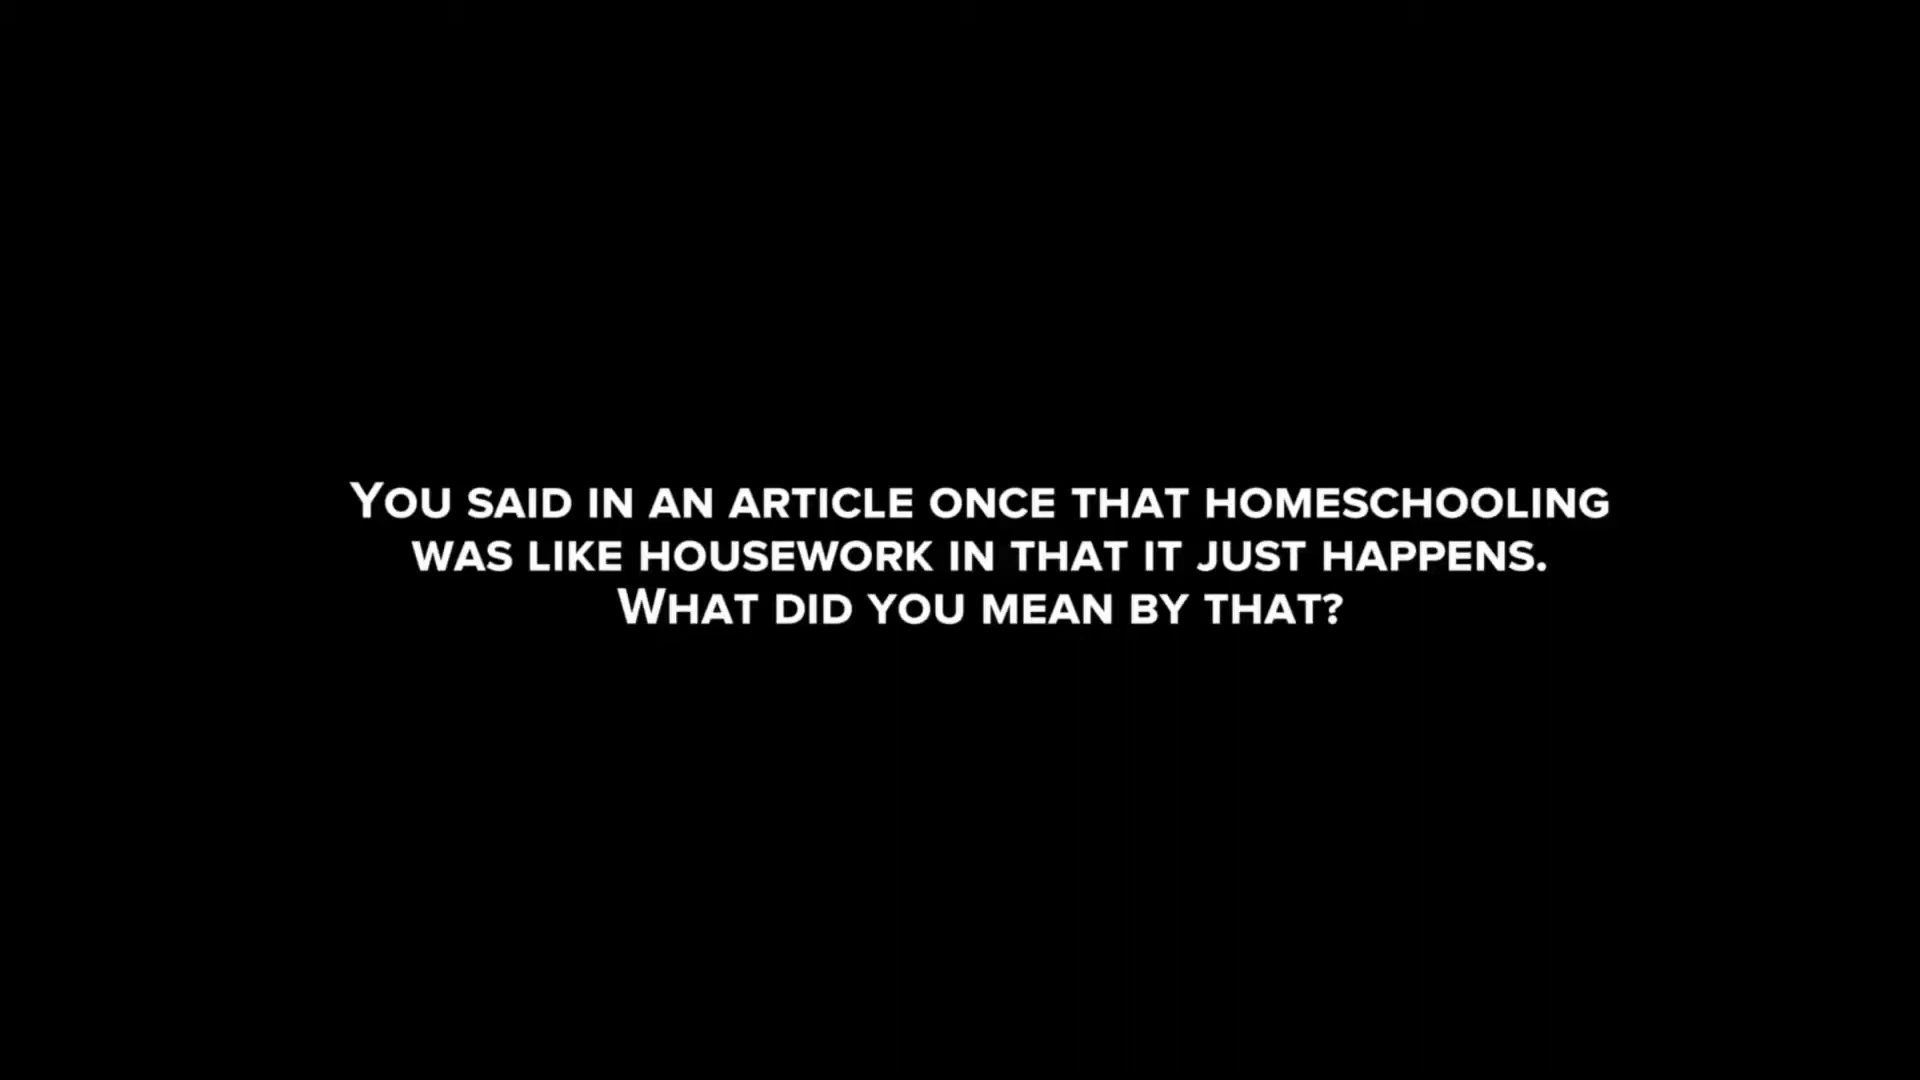 You said in an article once that homeschooling
was like housework in that it just happens.
What did you mean by that?